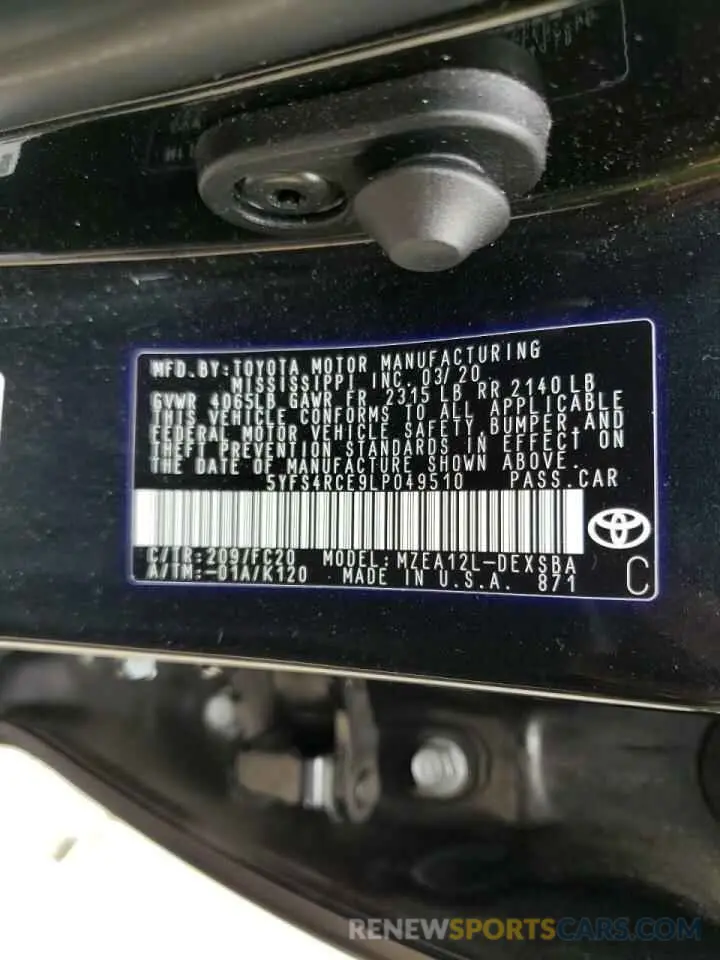 MFD.BY:TOYOTA MOTOR MANUFACTURING
MISSISSIPPI INC. 03/20
GVWR 4065LB GAWR FR 2315 LB RR 2140 LB
THIS VEHICLE CONFORMS TO ALL APPLICABLE
FEDERAL MOTOR VEHICLE SAFETY, BUMPER,AND
THEFT PREVENTION STANDARDS IN EFFECT ON
THE DATE OF MANUFACTURE SHOWN ABOVE.
5YFS4RCE9LP049510 PASS.CAR
C/TR:209/FC20 MODEL:MZEA12L-DEXSBA
A/TM:-01A/K120 MADE IN U.S.A. 871
C
RENEWSPORTSCARS.COM